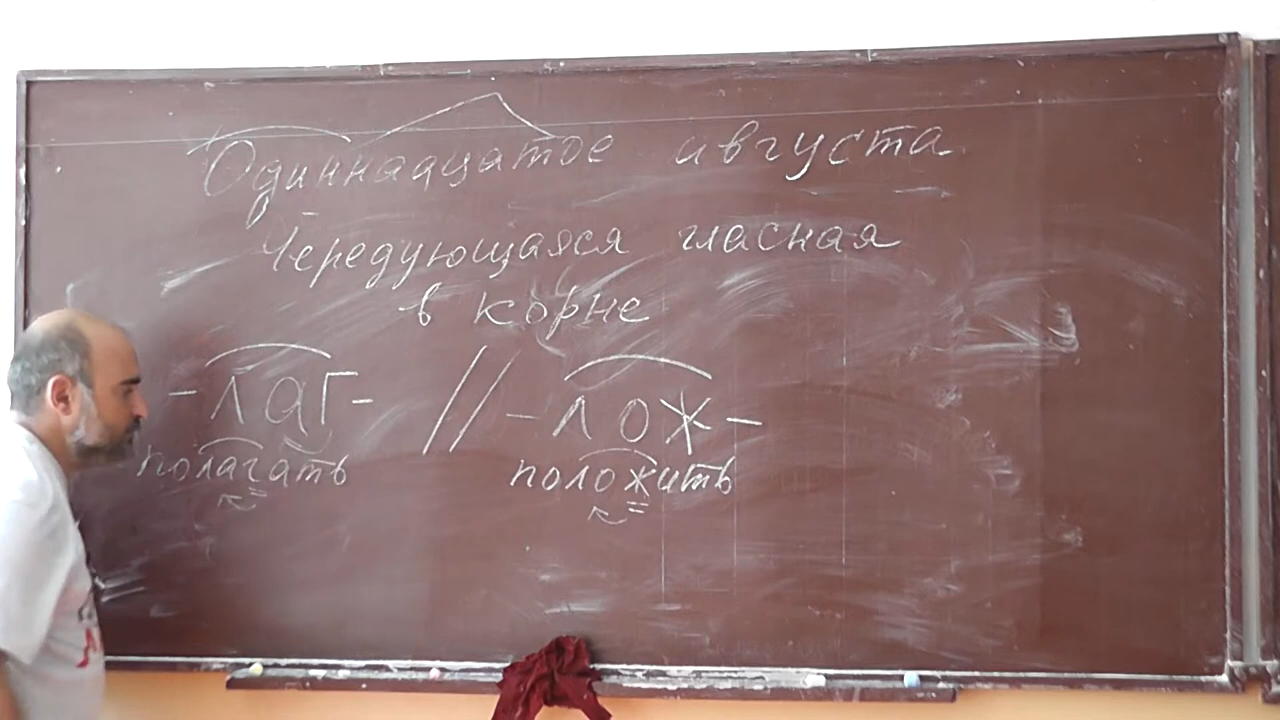 Одиннадцатое августа
Чередующаяся гласная
в корне
-лаг- // -лож-
полагать положить